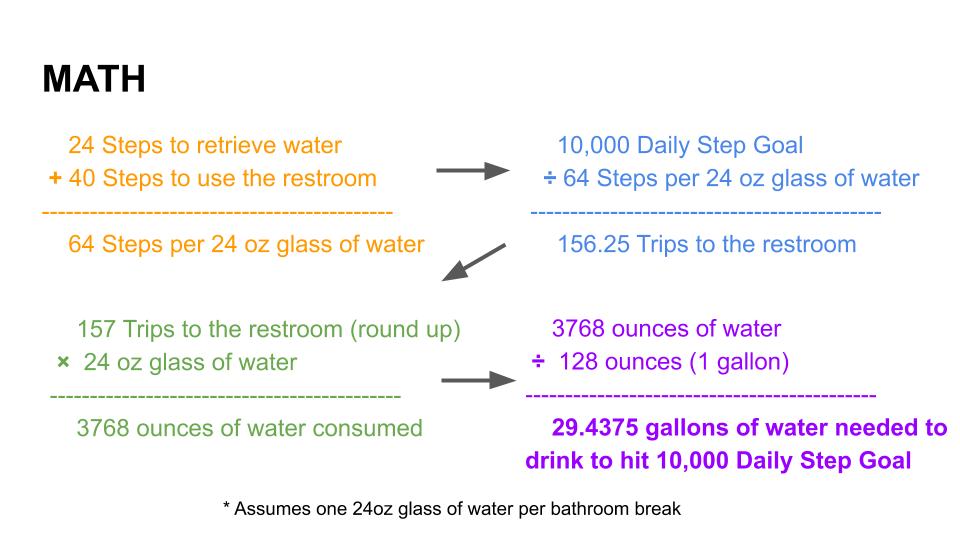 MATH
24 Steps to retrieve water
+ 40 Steps to use the restroom
--------------------------------------------
64 Steps per 24 oz glass of water
10,000 Daily Step Goal
÷ 64 Steps per 24 oz glass of water
--------------------------------------------
156.25 Trips to the restroom
157 Trips to the restroom (round up)
× 24 oz glass of water
--------------------------------------------
3768 ounces of water consumed
3768 ounces of water
÷ 128 ounces (1 gallon)
--------------------------------------------
29.4375 gallons of water needed to
drink to hit 10,000 Daily Step Goal
* Assumes one 24oz glass of water per bathroom break